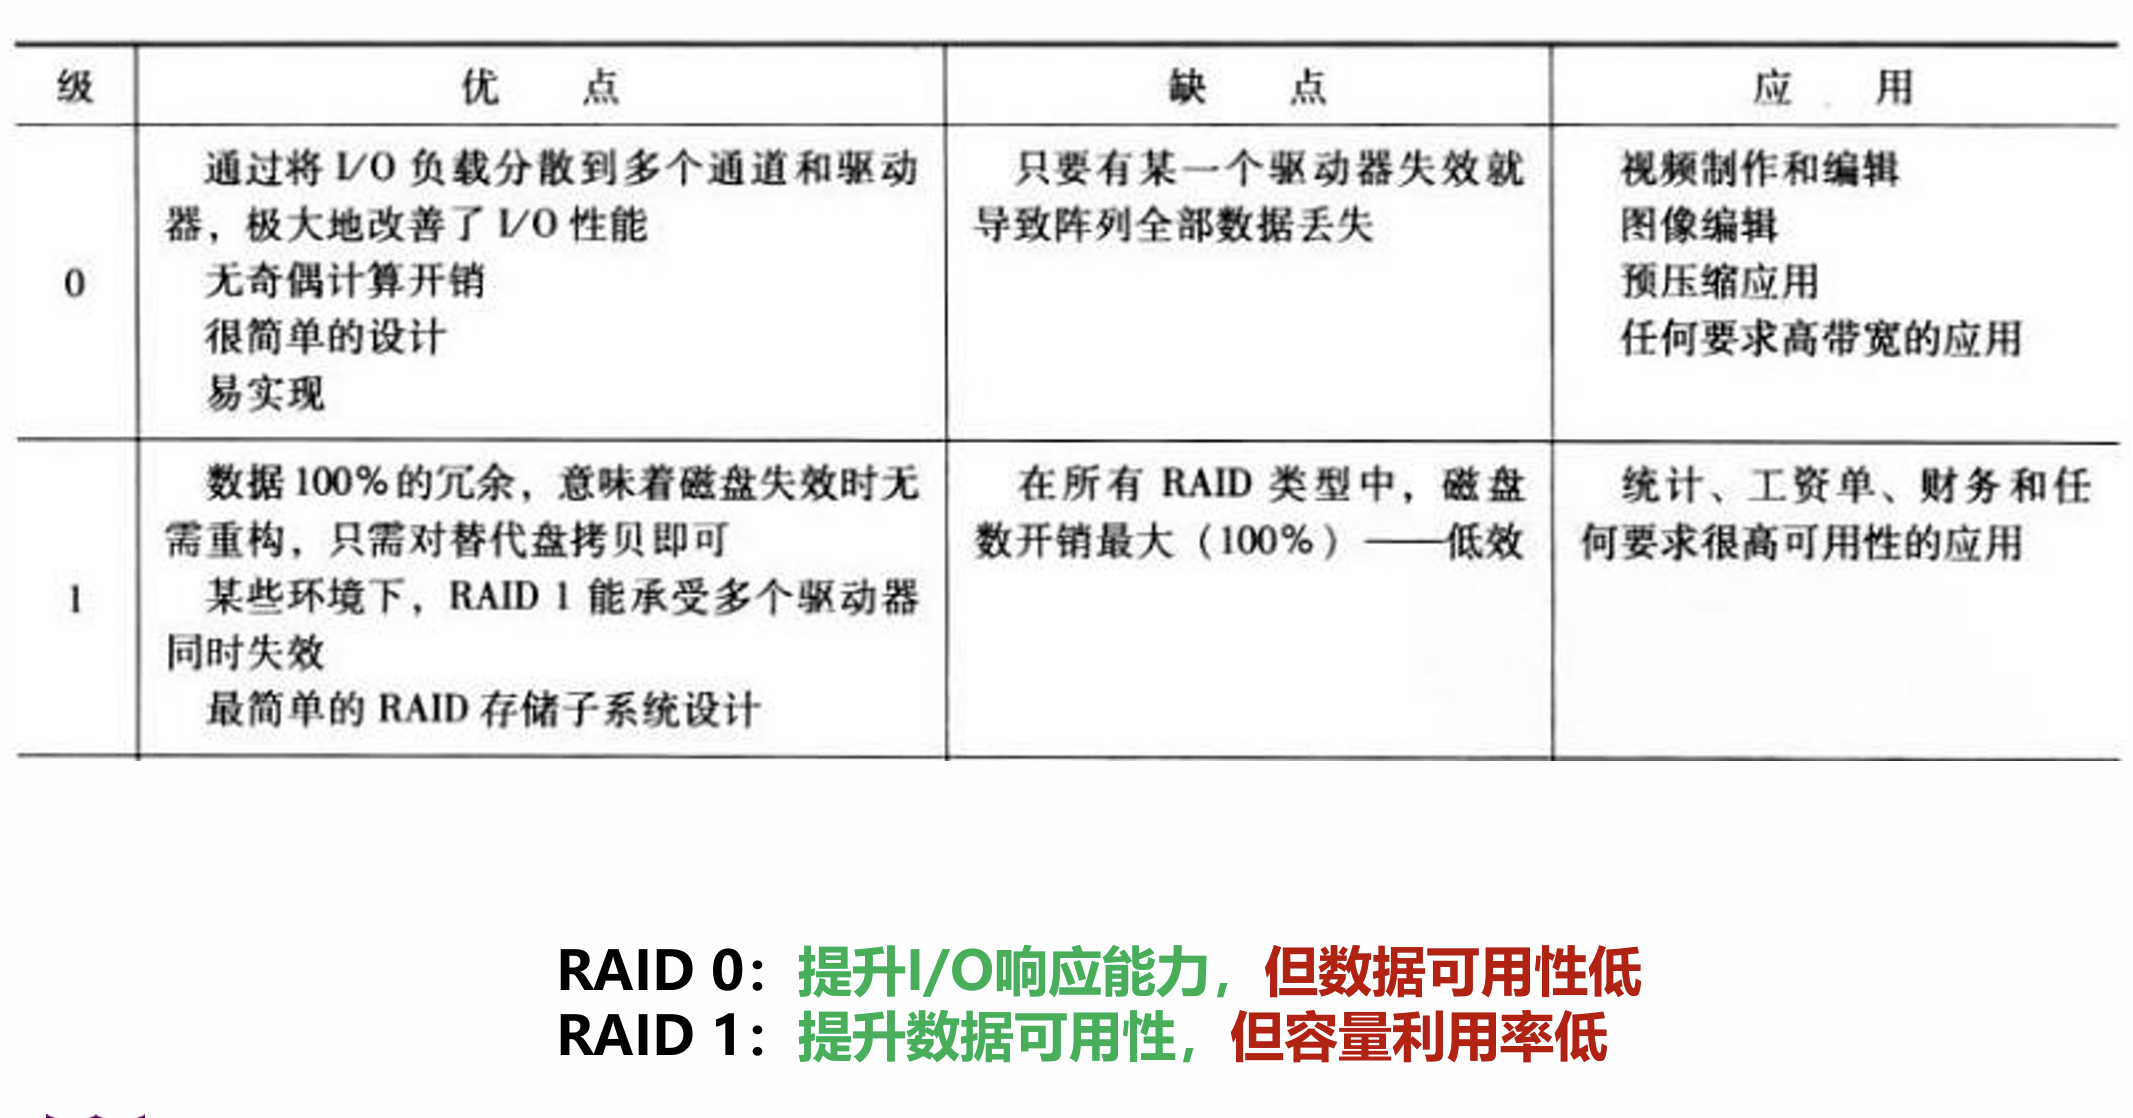 级 优 点 缺 点 应 用
0
通过将 I/O 负载分散到多个通道和驱动
器，极大地改善了 I/O 性能
无奇偶计算开销
很简单的设计
易实现
只要有某一个驱动器失效就
导致阵列全部数据丢失
视频制作和编辑
图像编辑
预压缩应用
任何要求高带宽的应用
1
数据 100% 的冗余，意味着磁盘失效时无
需重构，只需对替代盘拷贝即可
某些环境下，RAID 1 能承受多个驱动器
同时失效
最简单的 RAID 存储子系统设计
在所有 RAID 类型中，磁盘
数开销最大（100%）——低效
统计、工资单、财务和任
何要求很高可用性的应用
RAID 0：提升I/O响应能力，但数据可用性低
RAID 1：提升数据可用性，但容量利用率低